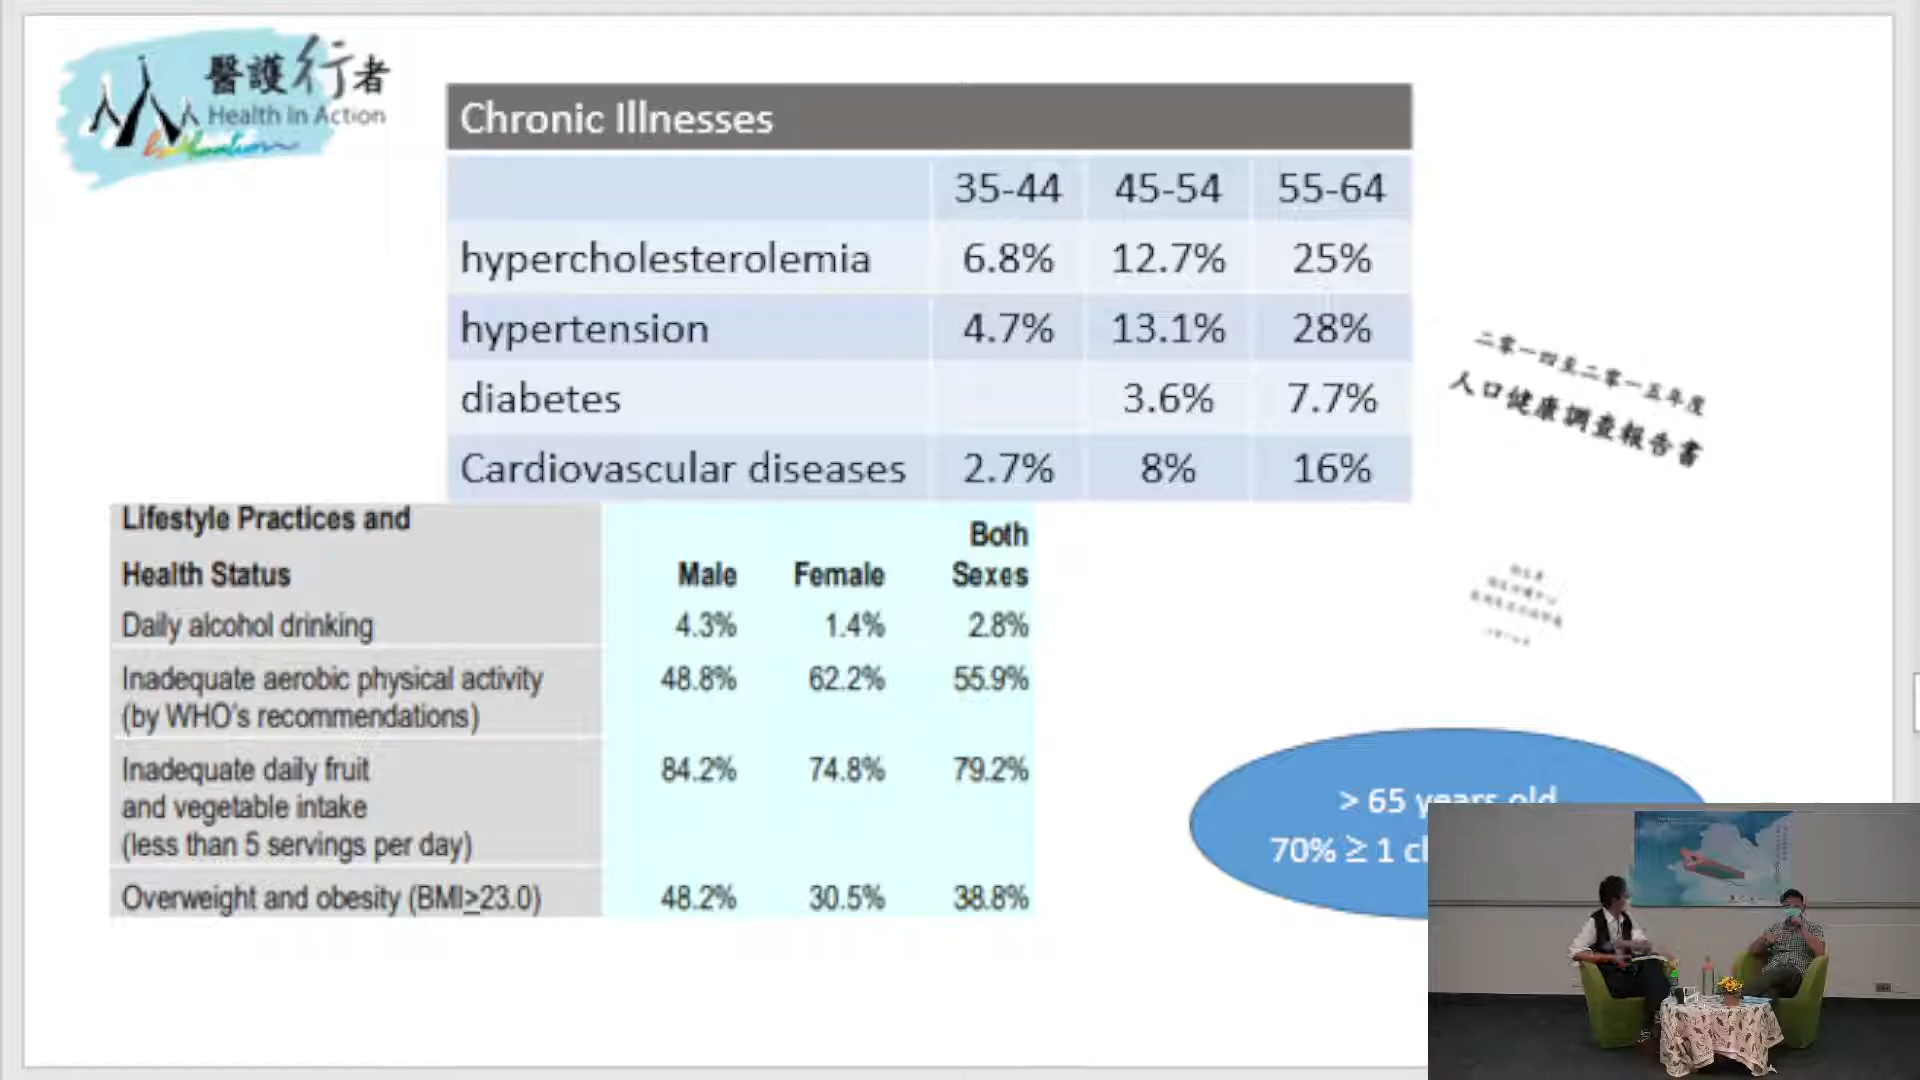 醫護行者
Health In Action
Chronic Illnesses
35-44 45-54 55-64
hypercholesterolemia 6.8% 12.7% 25%
hypertension 4.7% 13.1% 28%
diabetes 3.6% 7.7%
Cardiovascular diseases 2.7% 8% 16%
二零一四至二零一五年度
人口健康調查報告書
Lifestyle Practices and
Health Status Male Female Both Sexes
Daily alcohol drinking 4.3% 1.4% 2.8%
Inadequate aerobic physical activity 48.8% 62.2% 55.9%
(by WHO's recommendations)
Inadequate daily fruit 84.2% 74.8% 79.2%
and vegetable intake
(less than 5 servings per day)
Overweight and obesity (BMI≥23.0) 48.2% 30.5% 38.8%
> 65 years old
70% ≥ 1